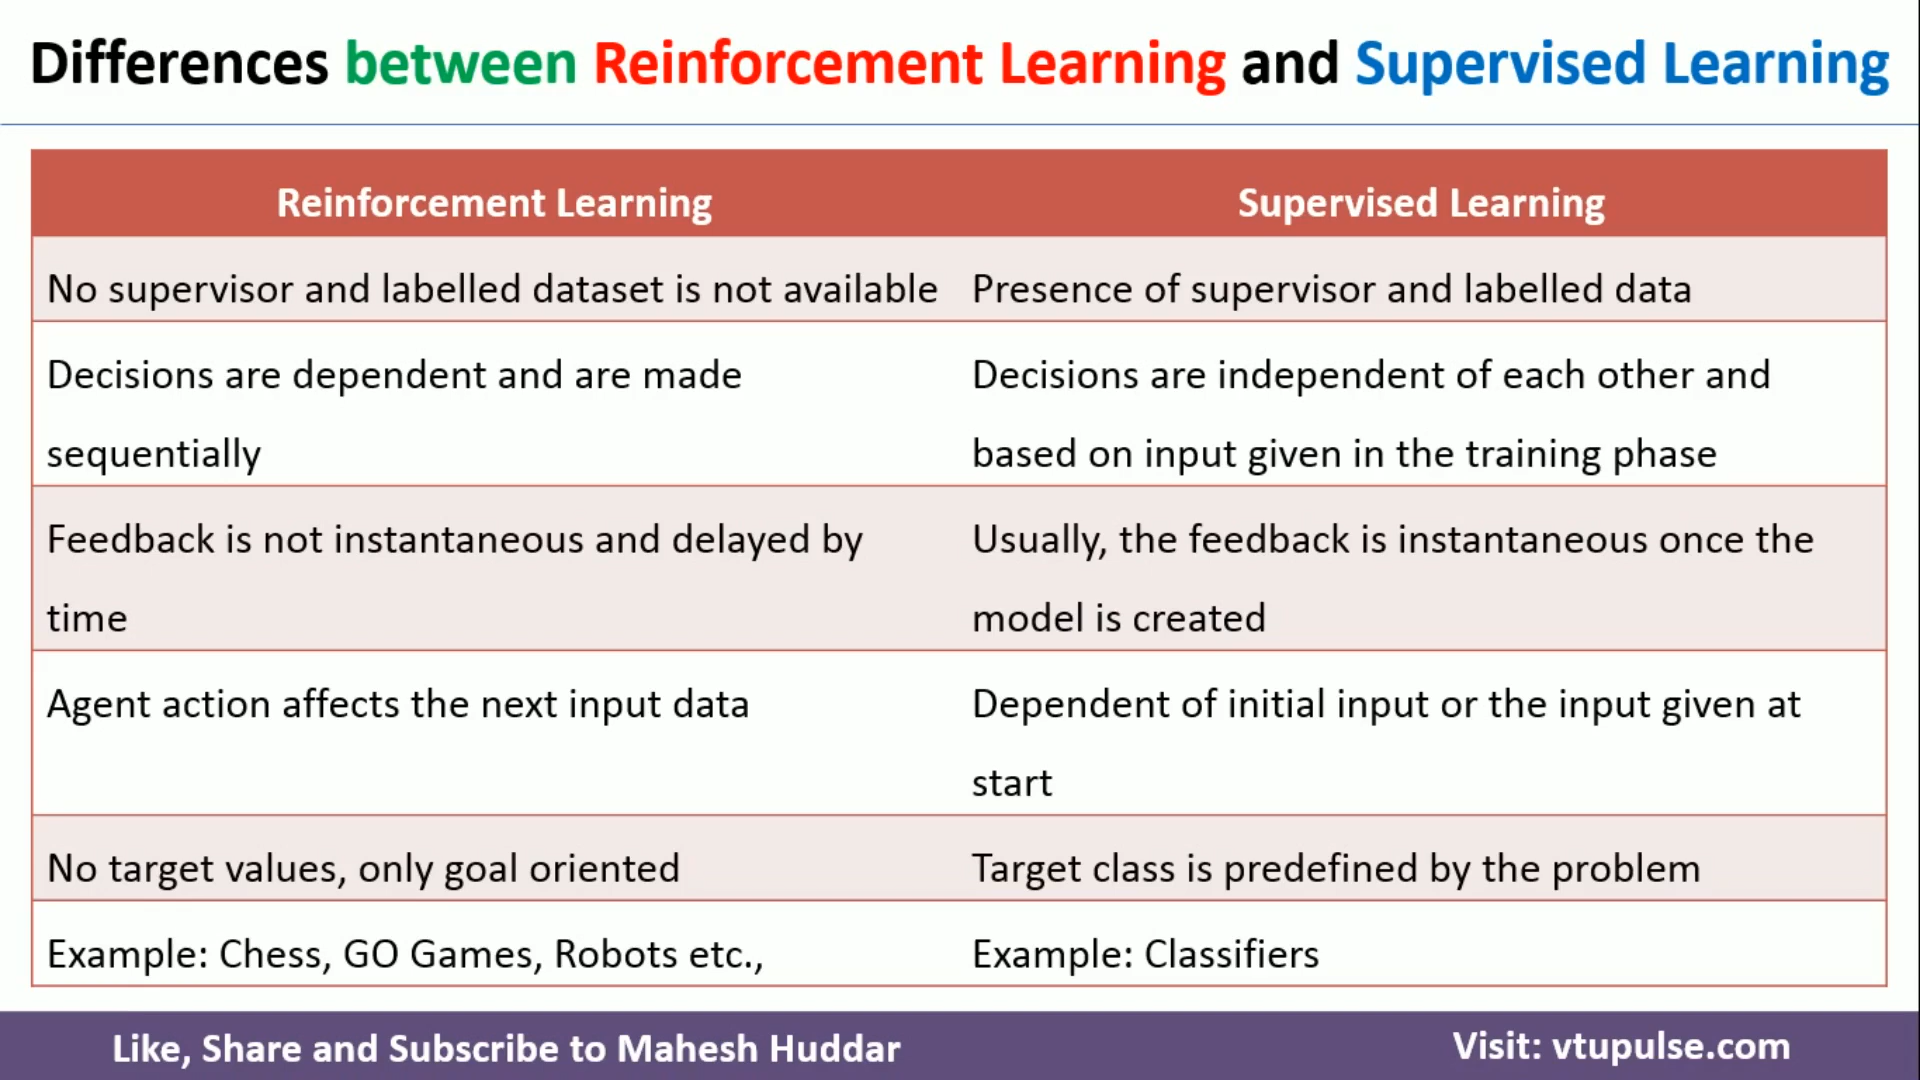 Differences between Reinforcement Learning and Supervised Learning
Reinforcement Learning
Supervised Learning
No supervisor and labelled dataset is not available
Presence of supervisor and labelled data
Decisions are dependent and are made
sequentially
Decisions are independent of each other and
based on input given in the training phase
Feedback is not instantaneous and delayed by
time
Usually, the feedback is instantaneous once the
model is created
Agent action affects the next input data
Dependent of initial input or the input given at
start
No target values, only goal oriented
Target class is predefined by the problem
Example: Chess, GO Games, Robots etc.,
Example: Classifiers
Like, Share and Subscribe to Mahesh Huddar
Visit: vtupulse.com